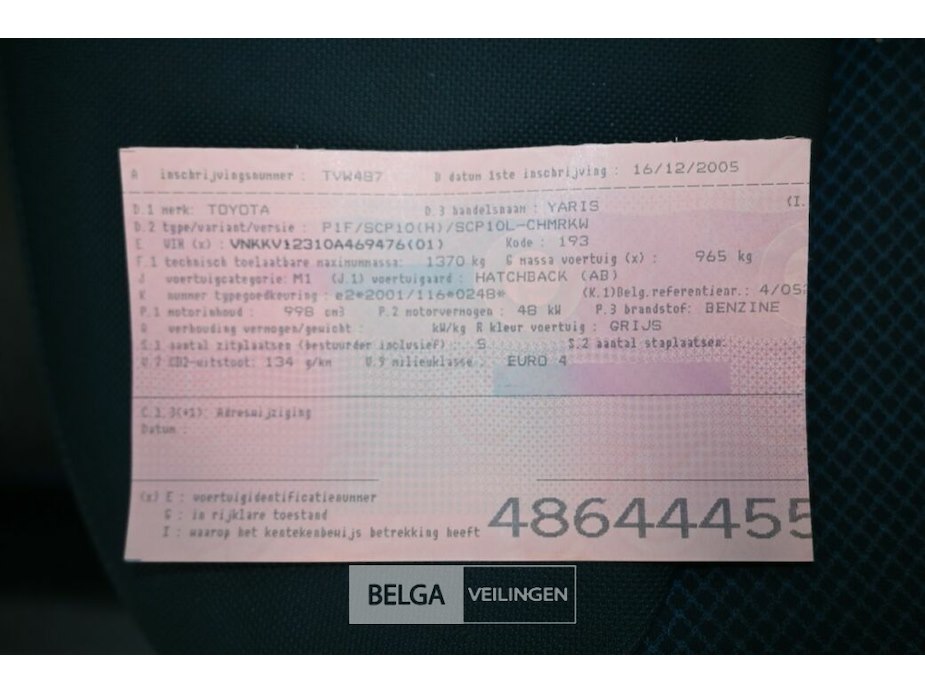 A inschrijvingsnummer : TVW487 D datum 1ste inschrijving : 16/12/2005
D.1 merk: TOYOTA D.3 handelsnaam : YARIS (I.
D.2 type/variant/versie : P1F/SCP10(H)/SCP10L-CHMRKW
E VIN (x) : VNKKV12310A469476(01) Kode : 193
F.1 technisch toelaatbare maximummassa: 1370 kg G massa voertuig (x) : 965 kg
J voertuigcategorie: M1 (J.1) voertuigaard : HATCHBACK (AB)
K nummer typegoedkeuring : e2*2001/116*0248* (K.1)Belg.referentienr.: 4/052
P.1 motorinhoud : 998 cm3 P.2 motorvermogen : 48 kW P.3 brandstof: BENZINE
Q verhouding vermogen/gewicht : kW/kg R kleur voertuig : GRIJS
S.1 aantal zitplaatsen (bestuurder inclusief) : 5 S.2 aantal staplaatsen:
V.7 CO2-uitstoot: 134 g/km V.9 milieuklasse : EURO 4
C.1.3(*1): Adreswijziging
Datum :
(x) E : voertuigidentificatienummer
G : in rijklare toestand
I : waarop het kentekenbewijs betrekking heeft
48644455
BELGA VEILINGEN